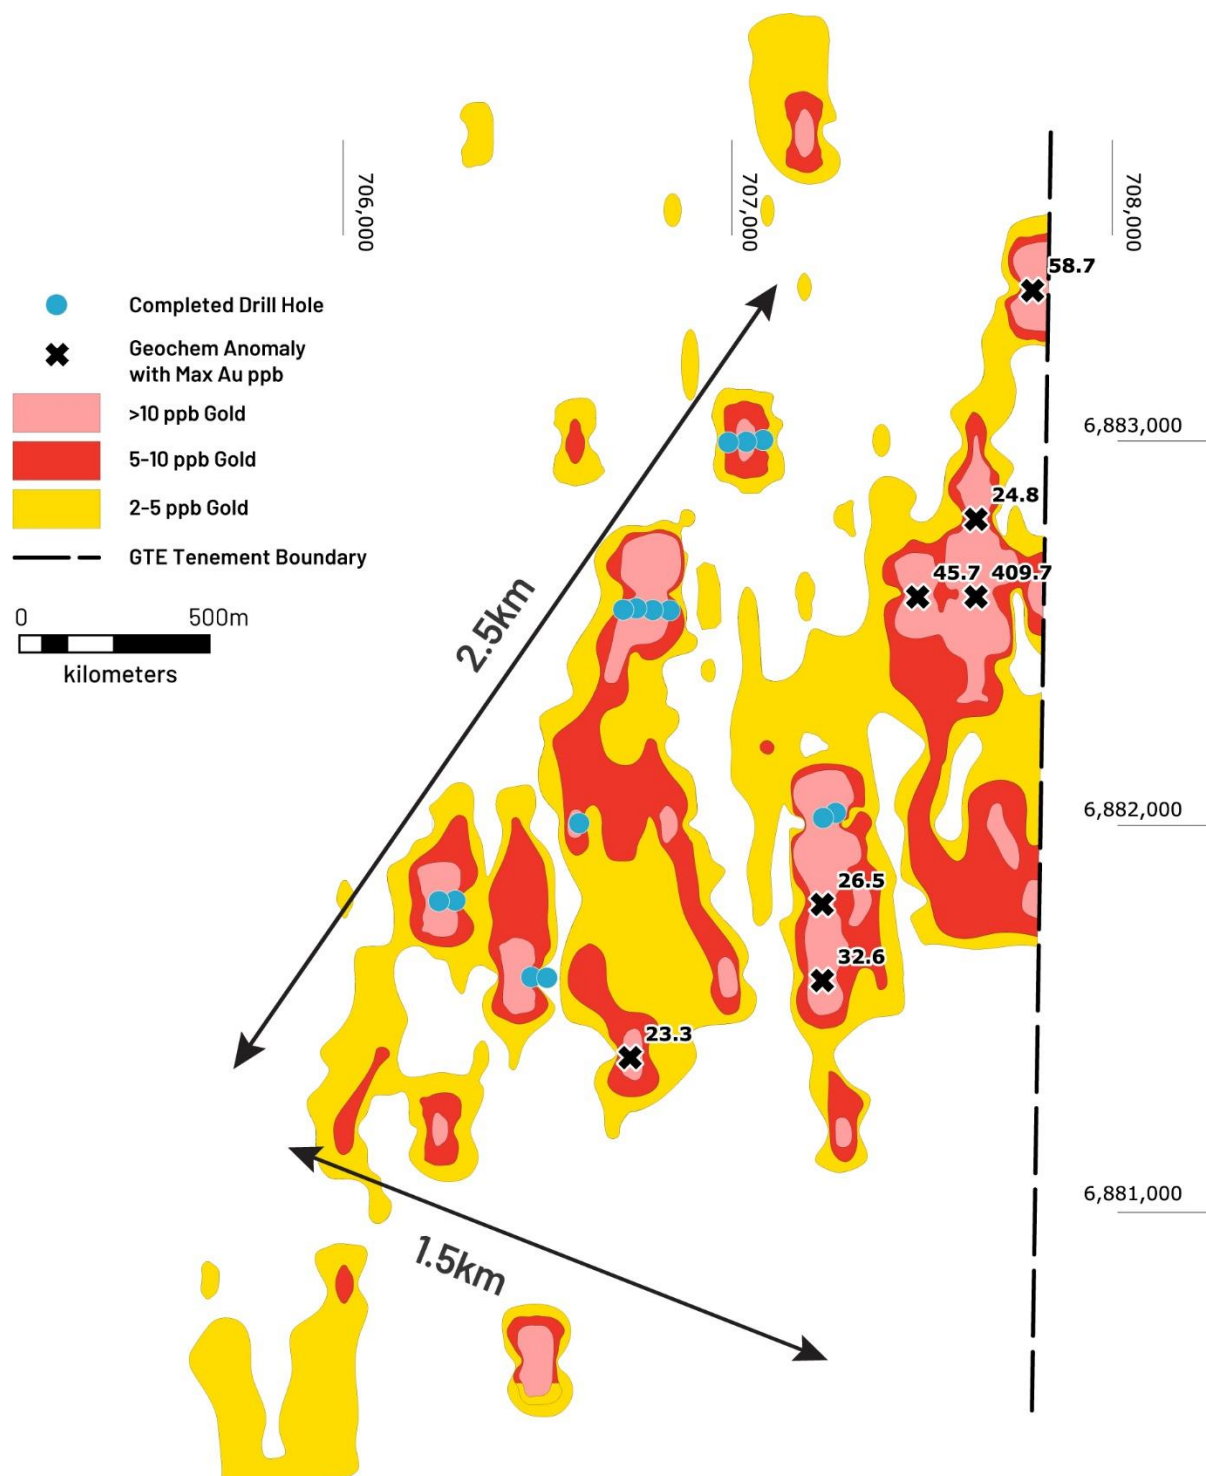 706,000
707,000
708,000
58.7
Completed Drill Hole
Geochem Anomaly
with Max Au ppb
>10 ppb Gold
5-10 ppb Gold
2-5 ppb Gold
GTE Tenement Boundary
0 500m
kilometers
6,883,000
24.8
45.7 409.7
2.5km
6,882,000
26.5
32.6
23.3
6,881,000
1.5km